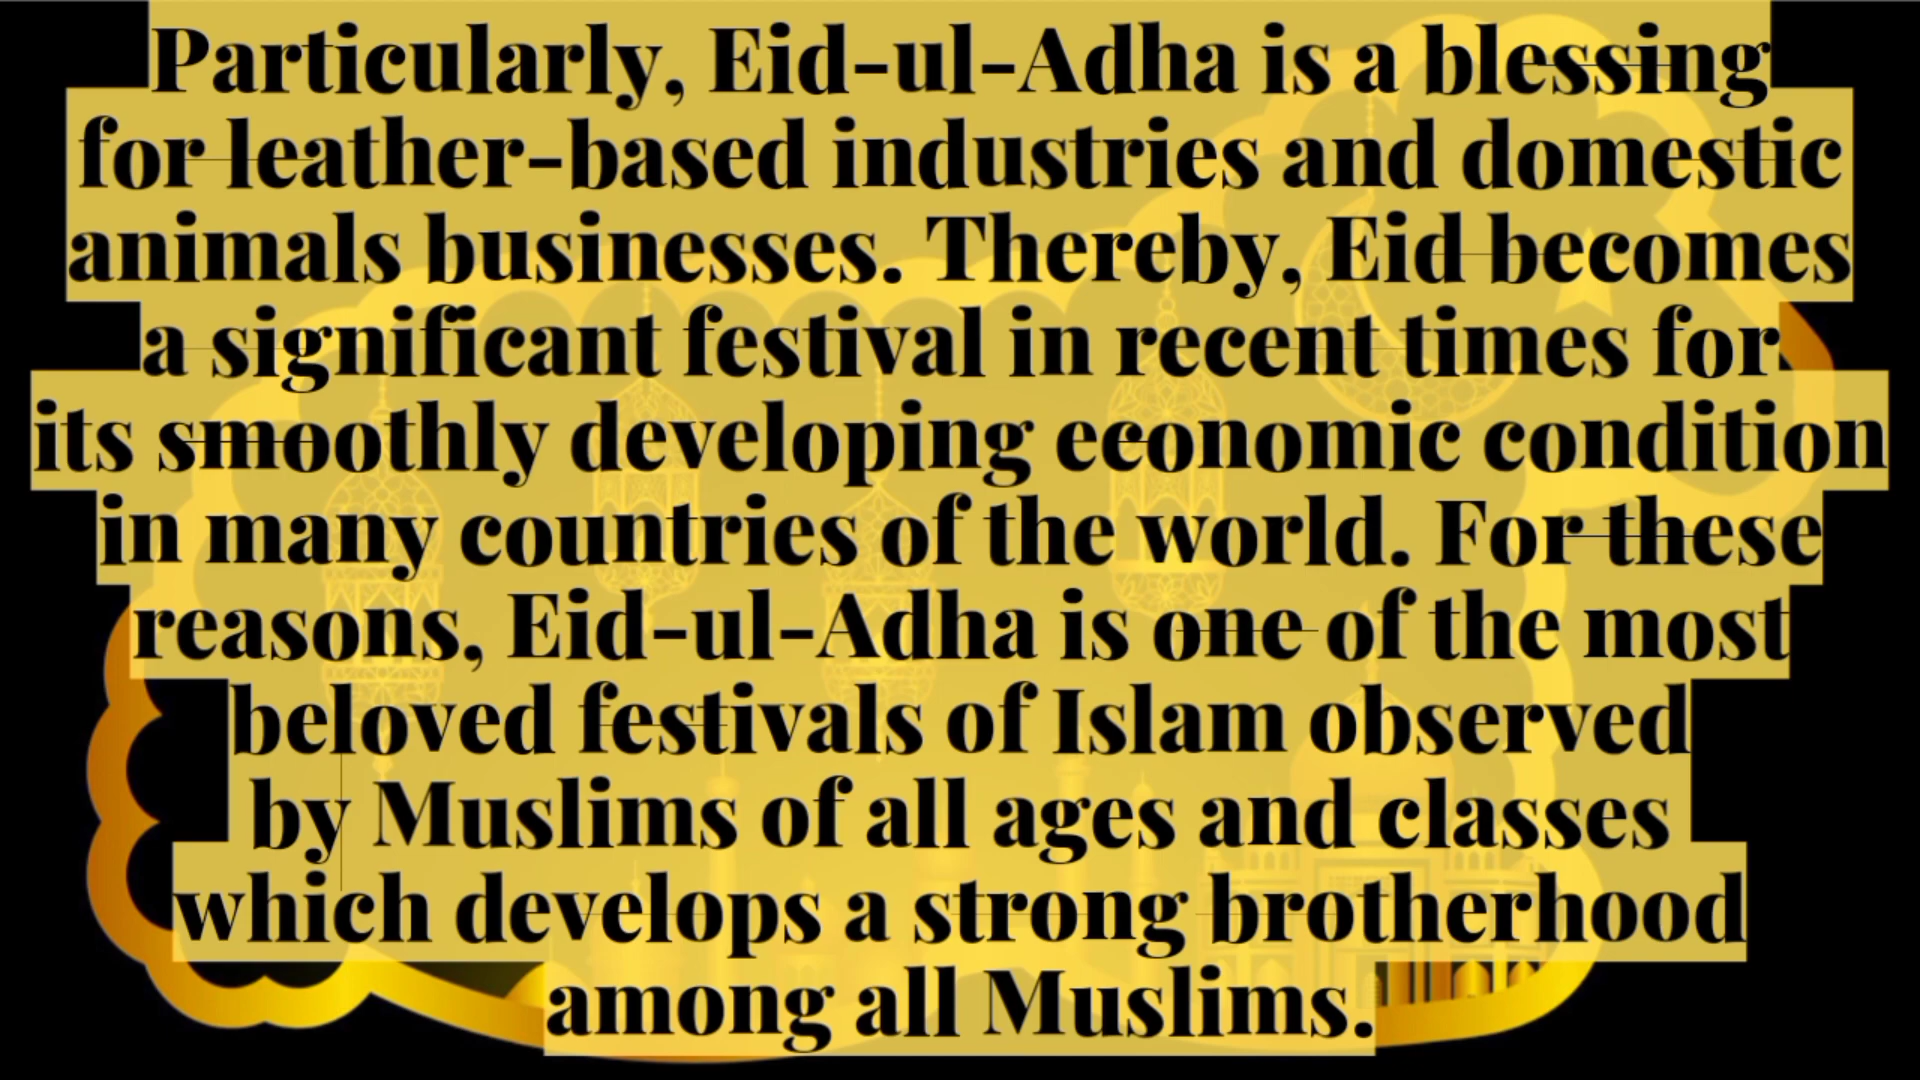 Particularly, Eid-ul-Adha is a blessing
for leather-based industries and domestic
animals businesses. Thereby, Eid becomes
a significant festival in recent times for
its smoothly developing economic condition
in many countries of the world. For these
reasons, Eid-ul-Adha is one of the most
beloved festivals of Islam observed
by Muslims of all ages and classes
which develops a strong brotherhood
among all Muslims.